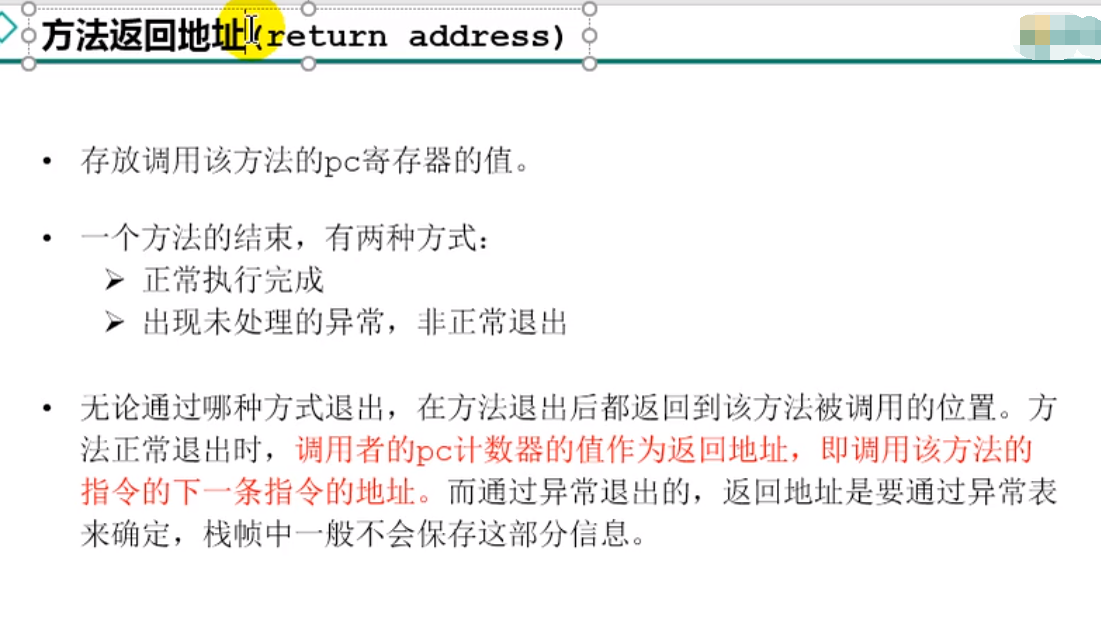 方法返回地址(return address)
• 存放调用该方法的pc寄存器的值。
• 一个方法的结束，有两种方式：
➢ 正常执行完成
➢ 出现未处理的异常，非正常退出
• 无论通过哪种方式退出，在方法退出后都返回到该方法被调用的位置。方
法正常退出时，调用者的pc计数器的值作为返回地址，即调用该方法的
指令的下一条指令的地址。而通过异常退出的，返回地址是要通过异常表
来确定，栈帧中一般不会保存这部分信息。